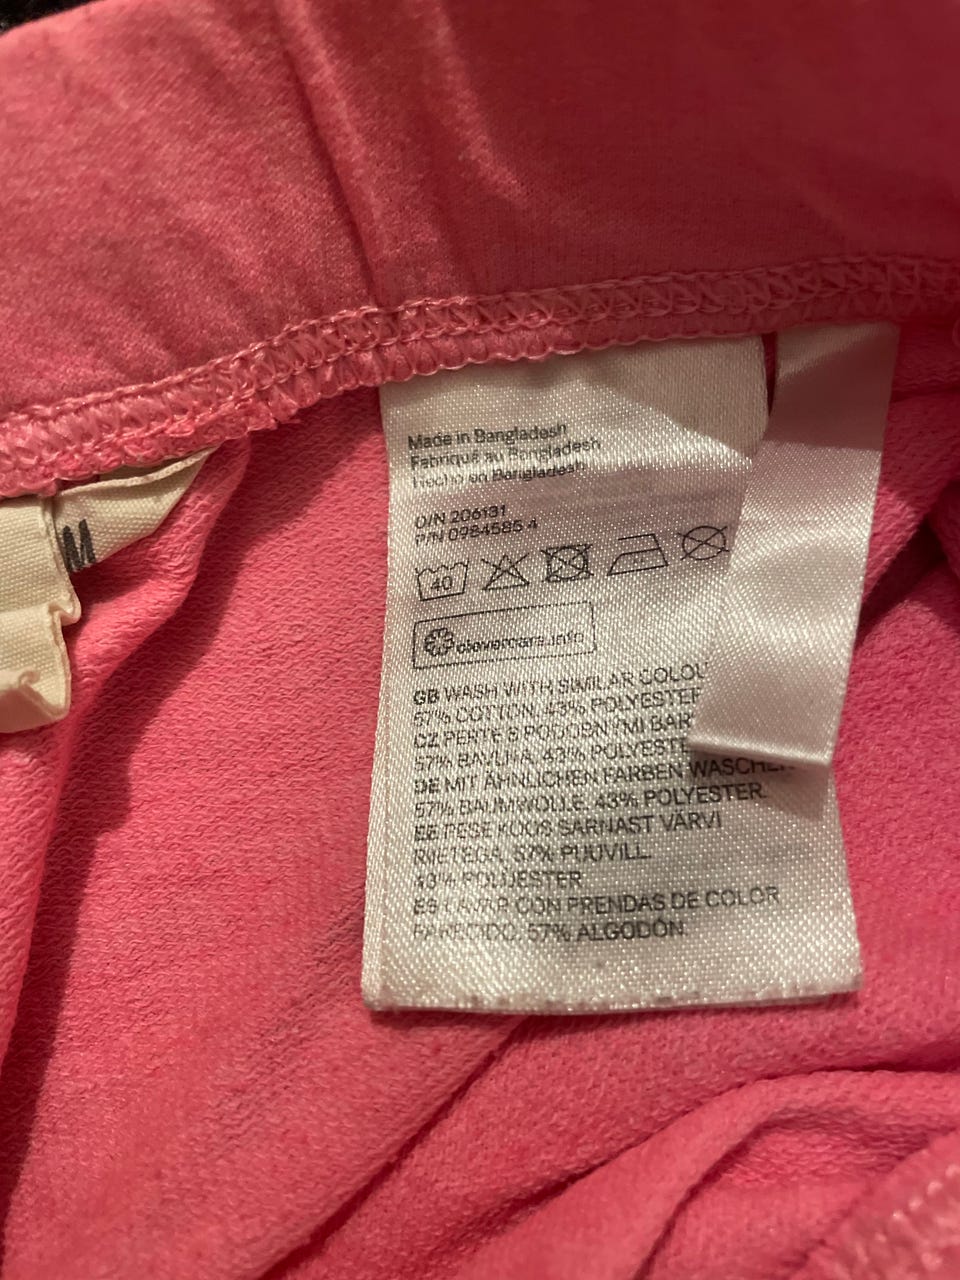 M
Made in Bangladesh
Fabriqué au Bangladesh
Hecho en Bangladesh
O/N 206131
P/N 0984585 4
40
clevercare.info
GB WASH WITH SIMILAR COLOU
57% COTTON, 43% POLYESTER
CZ PERTE S PODOBNÝMI BAR
57% BAVLNA, 43% POLYESTE
DE MIT ÄHNLICHEN FARBEN WASCHEN.
57% BAUMWOLLE, 43% POLYESTER.
EE PESE KOOS SARNAST VÄRVI
RIIETEGA. 57% PUUVILL,
43% POLÜESTER
ES LAVAR CON PRENDAS DE COLOR
PARECIDO. 57% ALGODÓN,